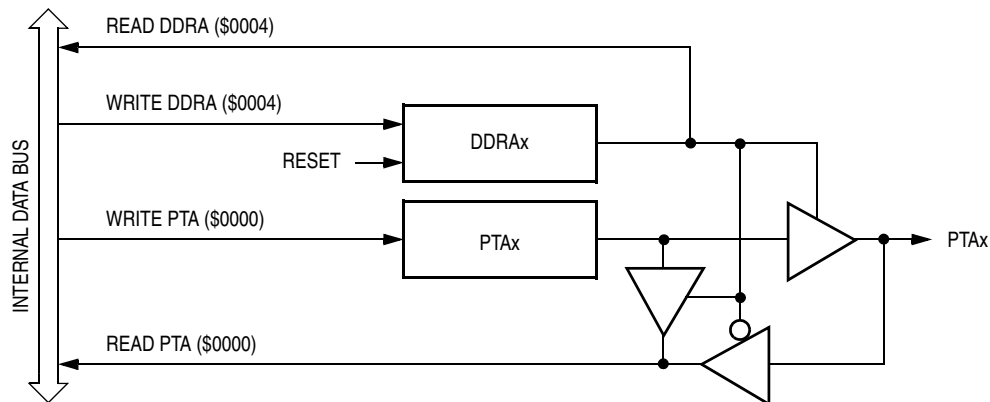 READ DDRA ($0004)
WRITE DDRA ($0004)
DDRAx
RESET
WRITE PTA ($0000)
PTAx
PTAx
READ PTA ($0000)
INTERNAL DATA BUS